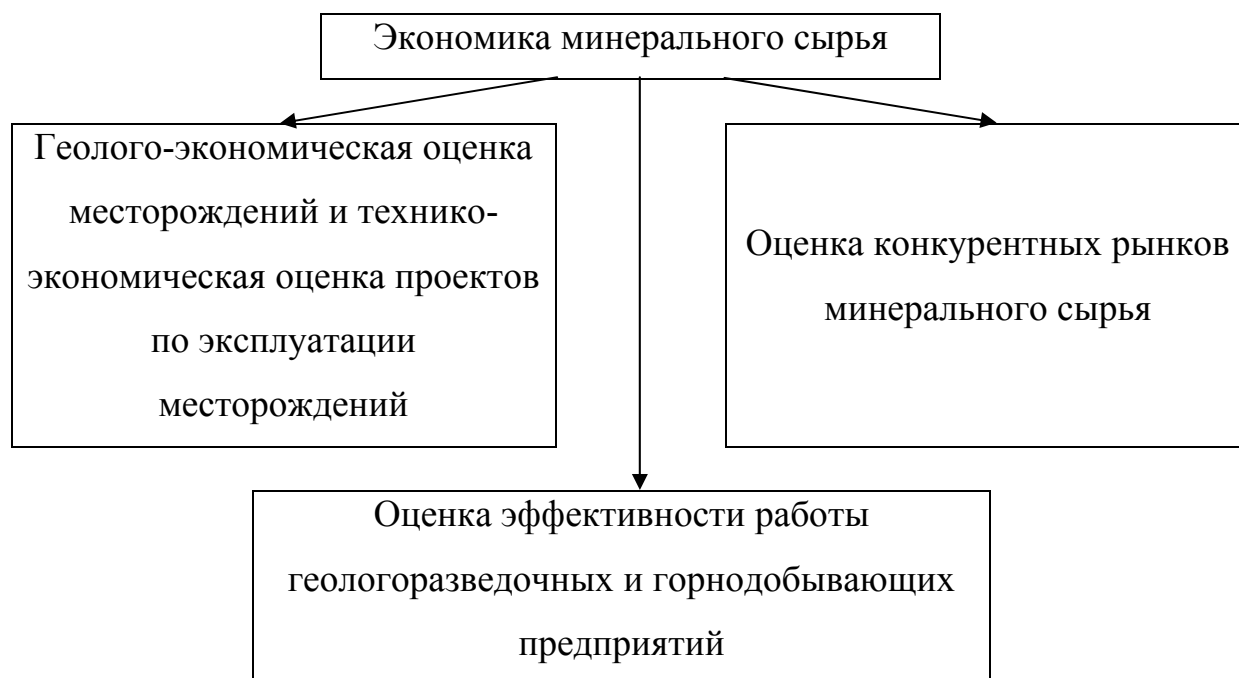 Экономика минерального сырья
Геолого-экономическая оценка
месторождений и технико-
экономическая оценка проектов
по эксплуатации
месторождений
Оценка конкурентных рынков
минерального сырья
Оценка эффективности работы
геологоразведочных и горнодобывающих
предприятий